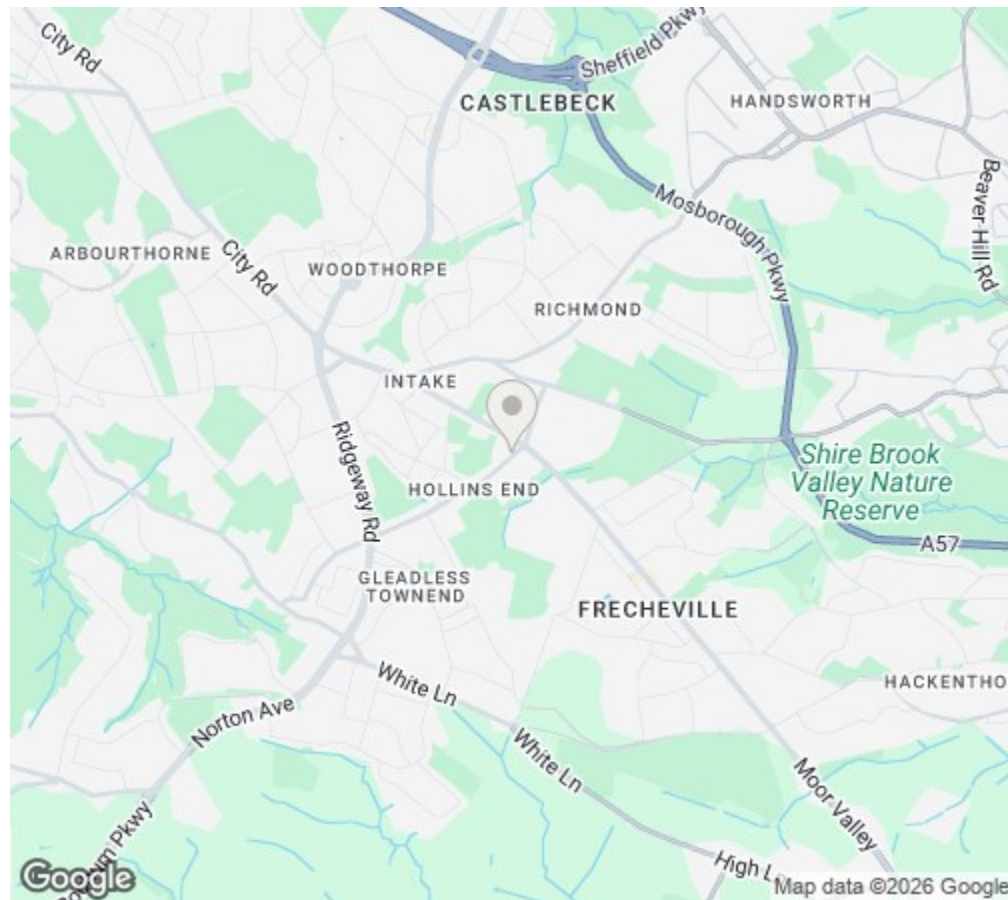 City Rd
Sheffield Pkwy
CASTLEBECK
HANDSWORTH
Beaver Hill Rd
Mosborough Pkwy
ARBOURTHORNE
City Rd
WOODTHORPE
RICHMOND
INTAKE
Ridgeway Rd
Shire Brook
Valley Nature
Reserve
HOLLINS END
A57
GLEADLESS
TOWNEND
FRECHEVILLE
HACKENTHO
White Ln
Norton Ave
White Ln
Moor Valley
Pkwy
High L
Google
Map data ©2026 Google